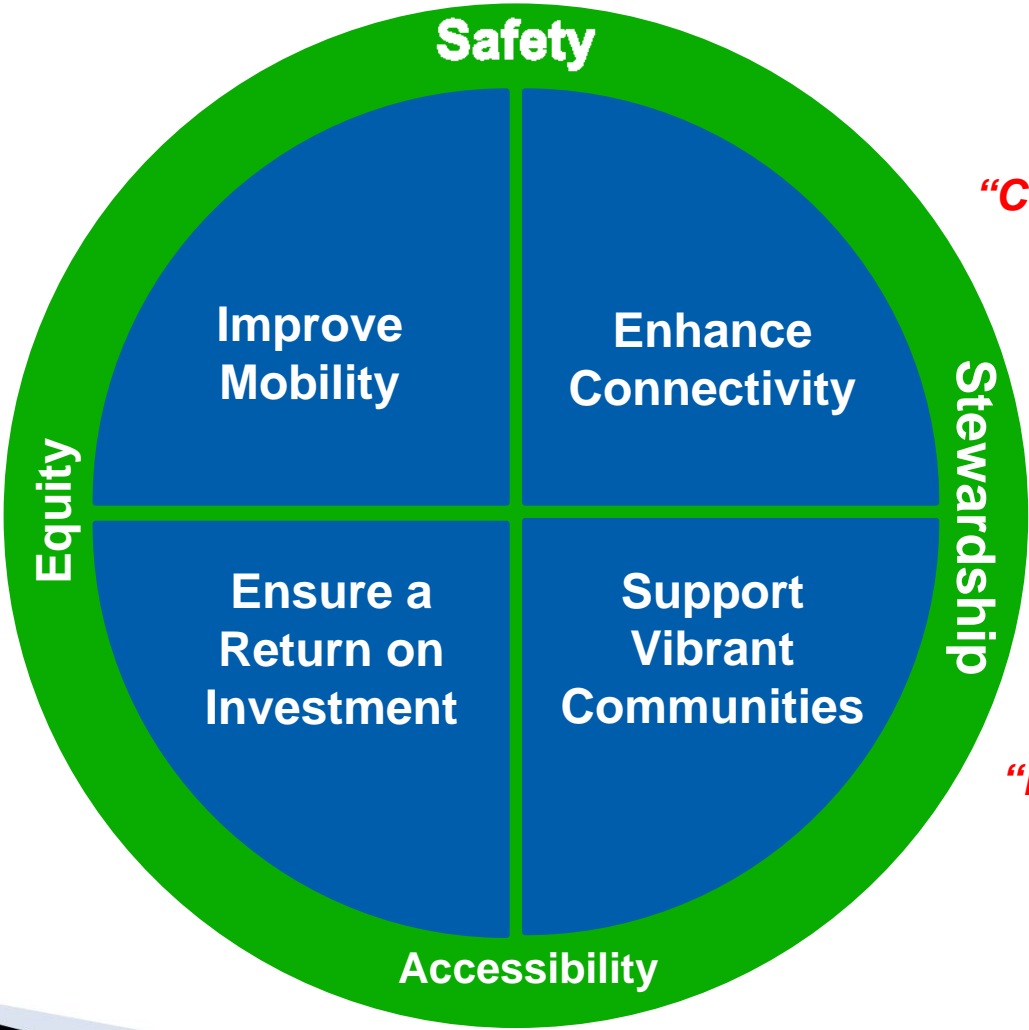 Safety
“C
Improve
Mobility
Enhance
Connectivity
Equity
Stewardship
Ensure a
Return on
Investment
Support
Vibrant
Communities
Accessibility